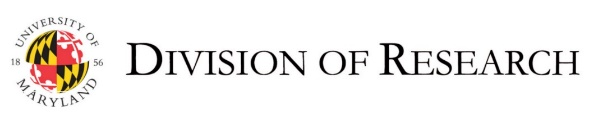 UNIVERSITY OF
18 56
MARYLAND
DIVISION OF RESEARCH